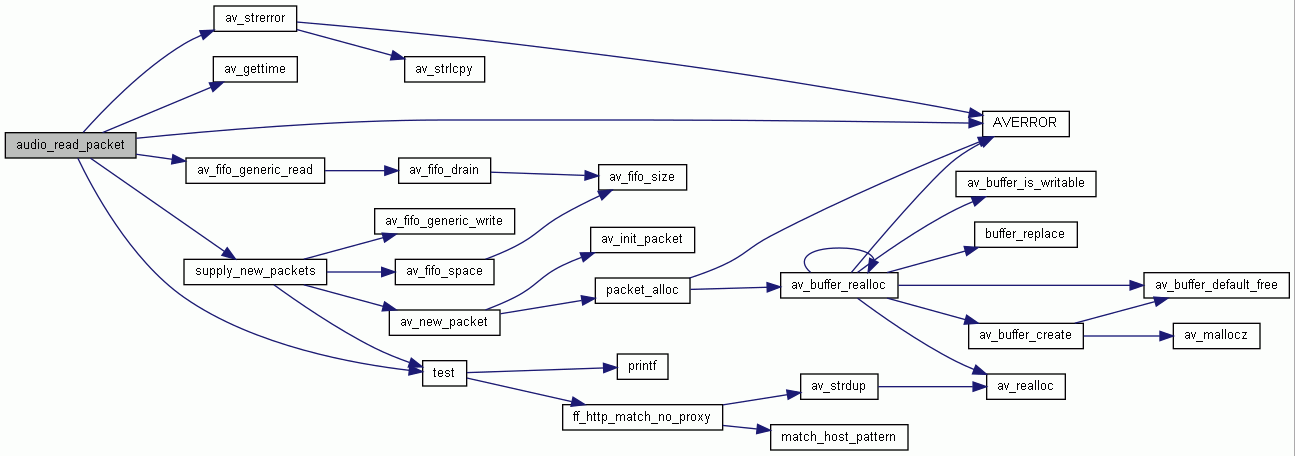 av_strerror
av_gettime
av_strlcpy
AVERROR
audio_read_packet
av_fifo_generic_read
av_fifo_drain
av_fifo_size
av_buffer_is_writable
av_fifo_generic_write
buffer_replace
av_init_packet
supply_new_packets
av_fifo_space
packet_alloc
av_buffer_realloc
av_buffer_default_free
av_new_packet
av_buffer_create
av_mallocz
test
printf
av_strdup
av_realloc
ff_http_match_no_proxy
match_host_pattern